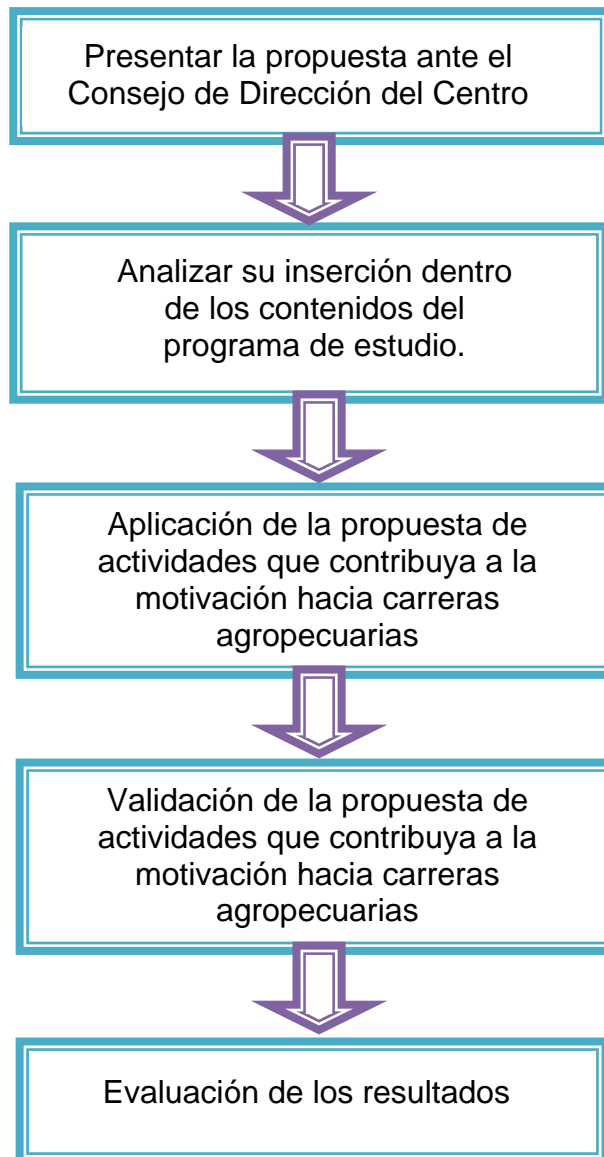 Presentar la propuesta ante el
Consejo de Dirección del Centro
Analizar su inserción dentro
de los contenidos del
programa de estudio.
Aplicación de la propuesta de
actividades que contribuya a la
motivación hacia carreras
agropecuarias
Validación de la propuesta de
actividades que contribuya a la
motivación hacia carreras
agropecuarias
Evaluación de los resultados